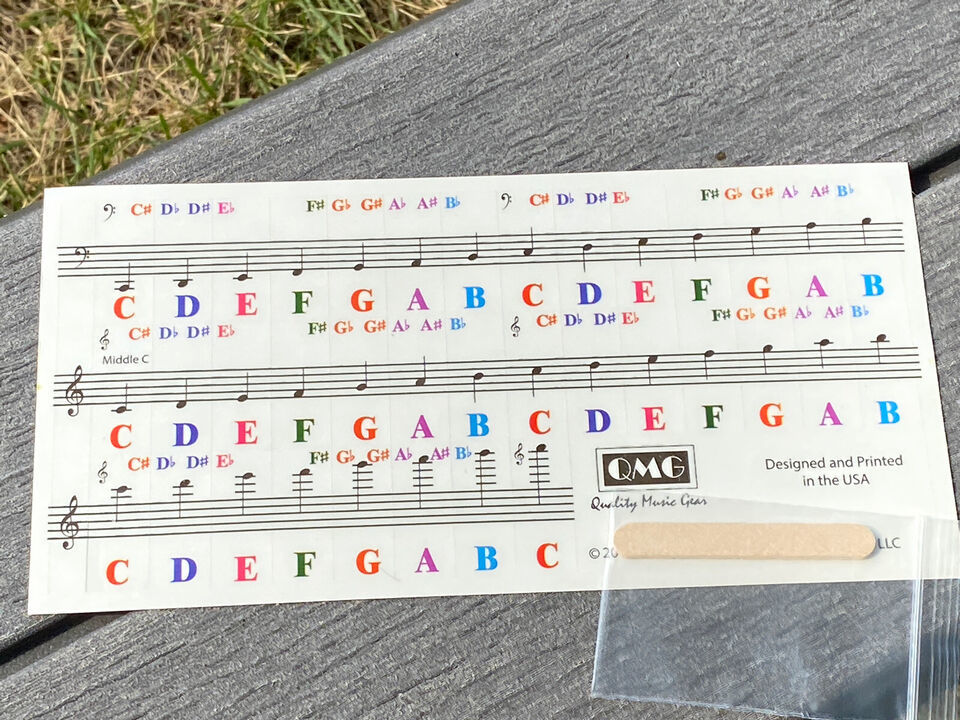 C# D♭ D# E♭ F# G♭ G# A♭ A# B♭ C# D♭ D# E♭ F# G♭ G# A♭ A# B♭
C D E F G A B C D E F G A B
C# D♭ D# E♭ F# G♭ G# A♭ A# B♭ C# D♭ D# E♭ F# G♭ G# A♭ A# B♭
Middle C
C D E F G A B C D E F G A B
C# D♭ D# E♭ F# G♭ G# A♭ A# B♭
C D E F G A B C
QMG
Quality Music Gear
Designed and Printed
in the USA
© LLC